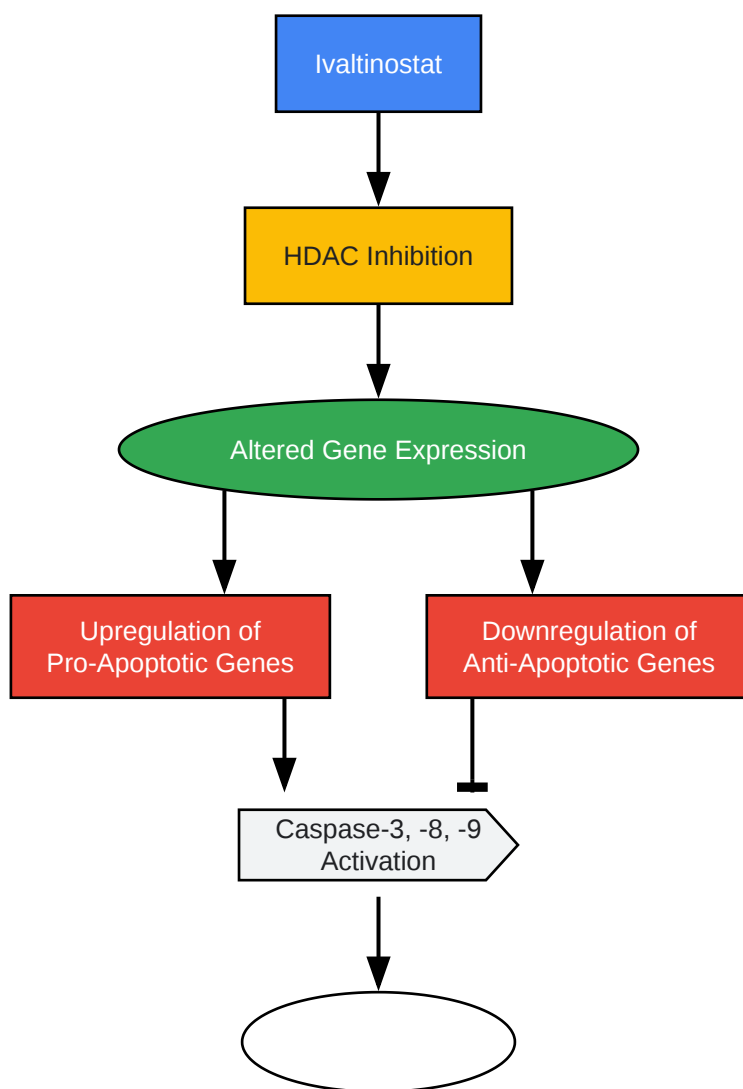 Ivaltinostat
HDAC Inhibition
Altered Gene Expression
Upregulation of
Pro-Apoptotic Genes
Downregulation of
Anti-Apoptotic Genes
Caspase-3, -8, -9
Activation